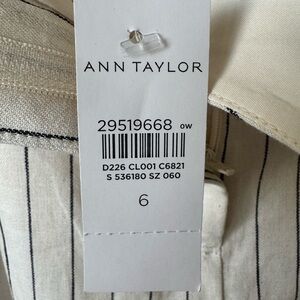 ANN TAYLOR
29519668 ow
D226 CL001 C6821
S 536180 SZ 060
6